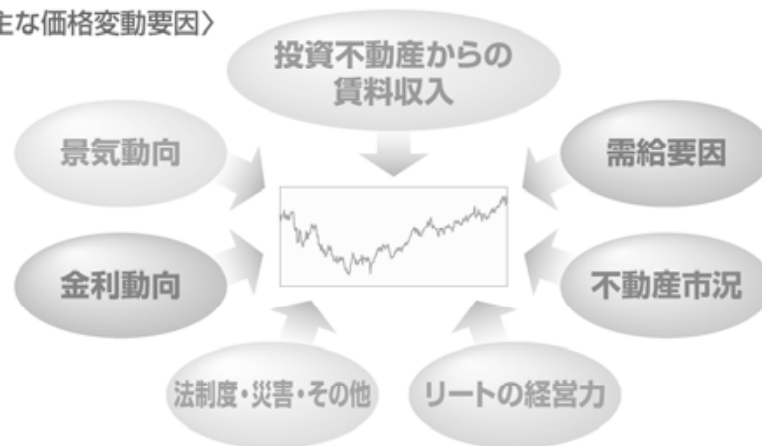 主な価格変動要因〉
投資不動産からの
賃料収入
景気動向
需給要因
金利動向
不動産市況
法制度・災害・その他
リートの経営力